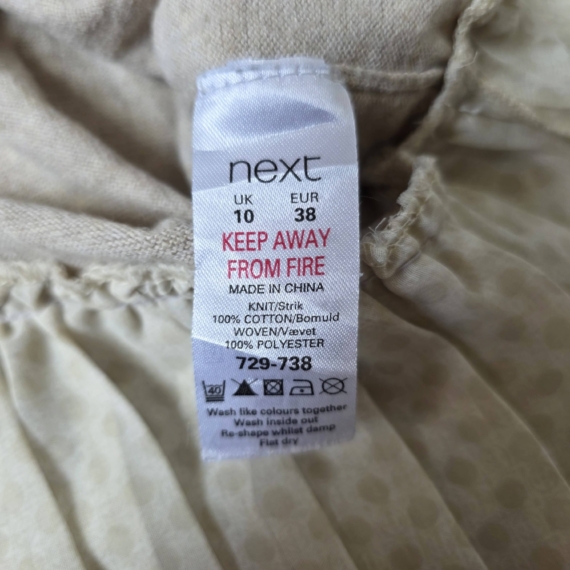 next
UK EUR
10 38
KEEP AWAY
FROM FIRE
MADE IN CHINA
KNIT/Strik
100% COTTON/Bomuld
WOVEN/Vævet
100% POLYESTER
729-738
40
Wash like colours together
Wash inside out
Re-shape whilst damp
Flat dry